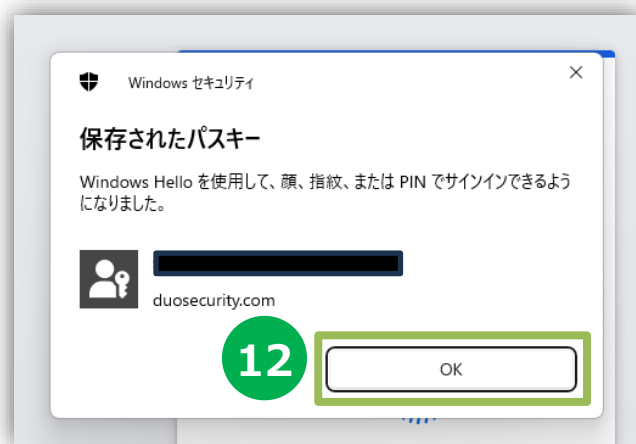 Windows セキュリティ
保存されたパスキー
Windows Hello を使用して、顔、指紋、または PIN でサインインできるよう
になりました。
duosecurity.com
12
OK